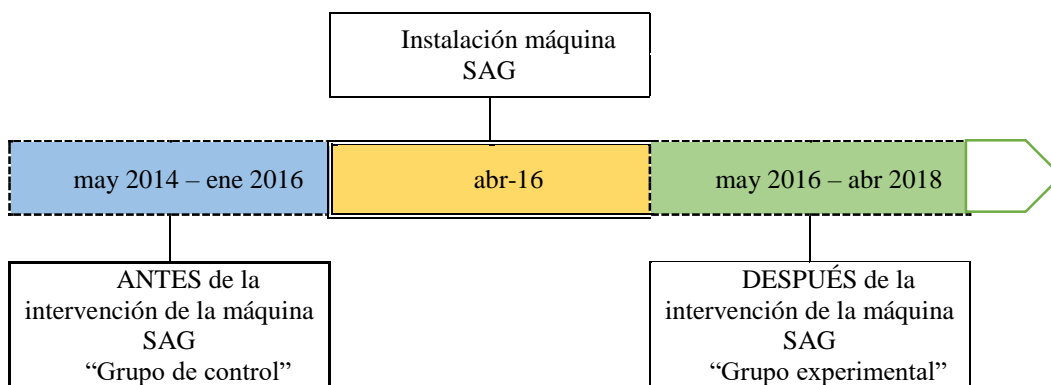 Instalación máquina
SAG
may 2014 – ene 2016
abr-16
may 2016 – abr 2018
ANTES de la
intervención de la máquina
SAG
“Grupo de control”
DESPUÉS de la
intervención de la máquina
SAG
“Grupo experimental”